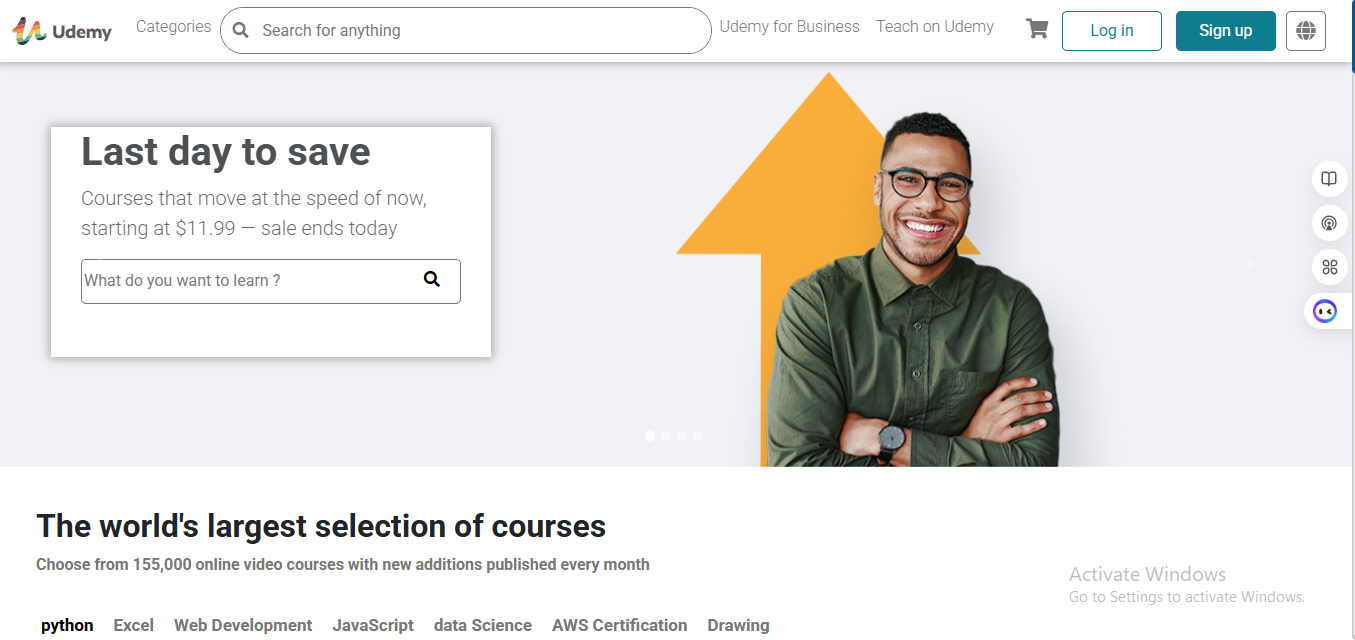 Udemy
Categories
Search for anything
Udemy for Business
Teach on Udemy
Log in
Sign up
Last day to save
Courses that move at the speed of now,
starting at $11.99 — sale ends today
What do you want to learn ?
The world's largest selection of courses
Choose from 155,000 online video courses with new additions published every month
Activate Windows
Go to Settings to activate Windows.
python Excel Web Development JavaScript data Science AWS Certification Drawing